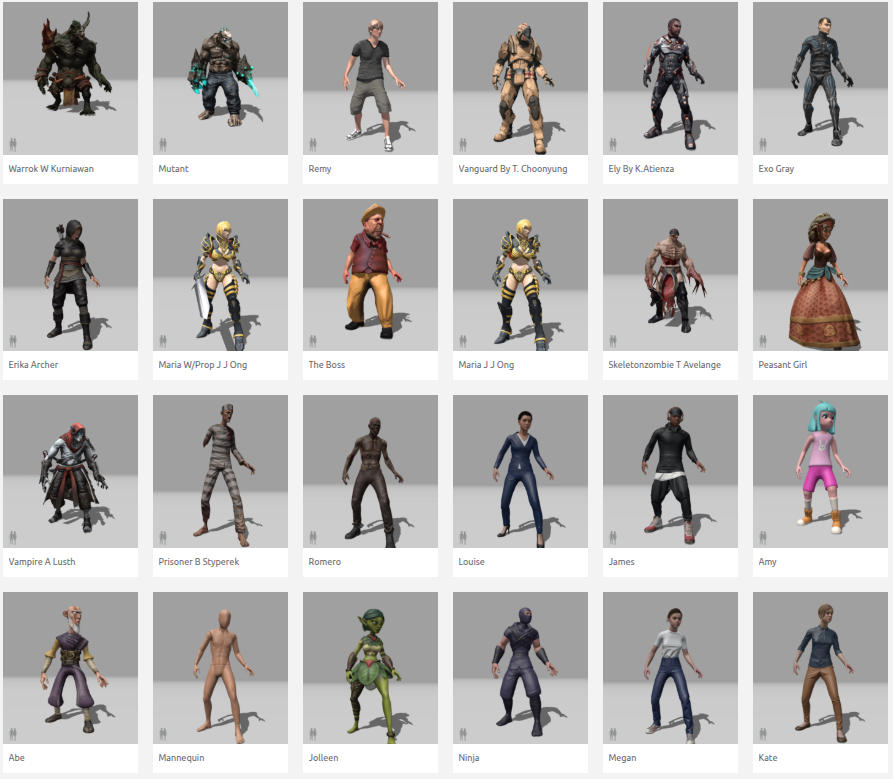 Warrok W Kurniawan
Mutant
Remy
Vanguard By T. Choonyung
Ely By K.Atienza
Exo Gray
Erika Archer
Maria W/Prop J J Ong
The Boss
Maria J J Ong
Skeletonzombie T Avelange
Peasant Girl
Vampire A Lusth
Prisoner B Styperek
Romero
Louise
James
Amy
Abe
Mannequin
Jolleen
Ninja
Megan
Kate